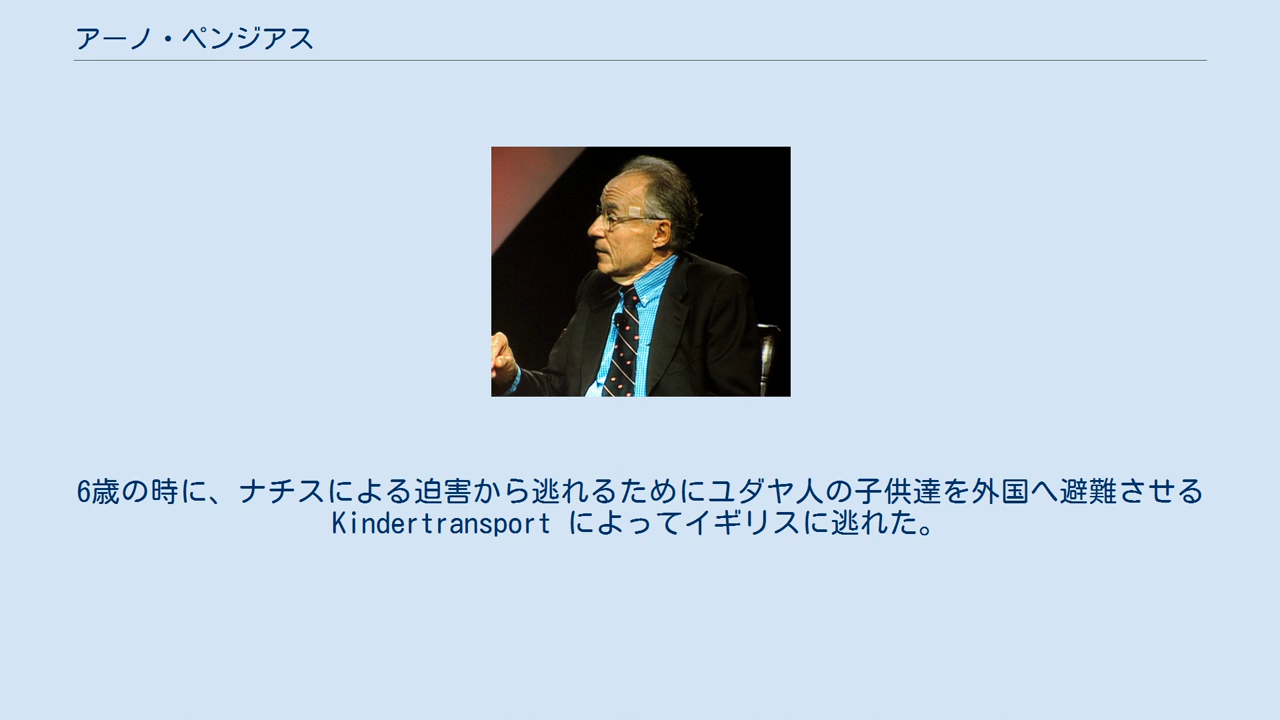 アーノ・ペンジアス
6歳の時に、ナチスによる迫害から逃れるためにユダヤ人の子供達を外国へ避難させる
Kindertransport によってイギリスに逃れた。